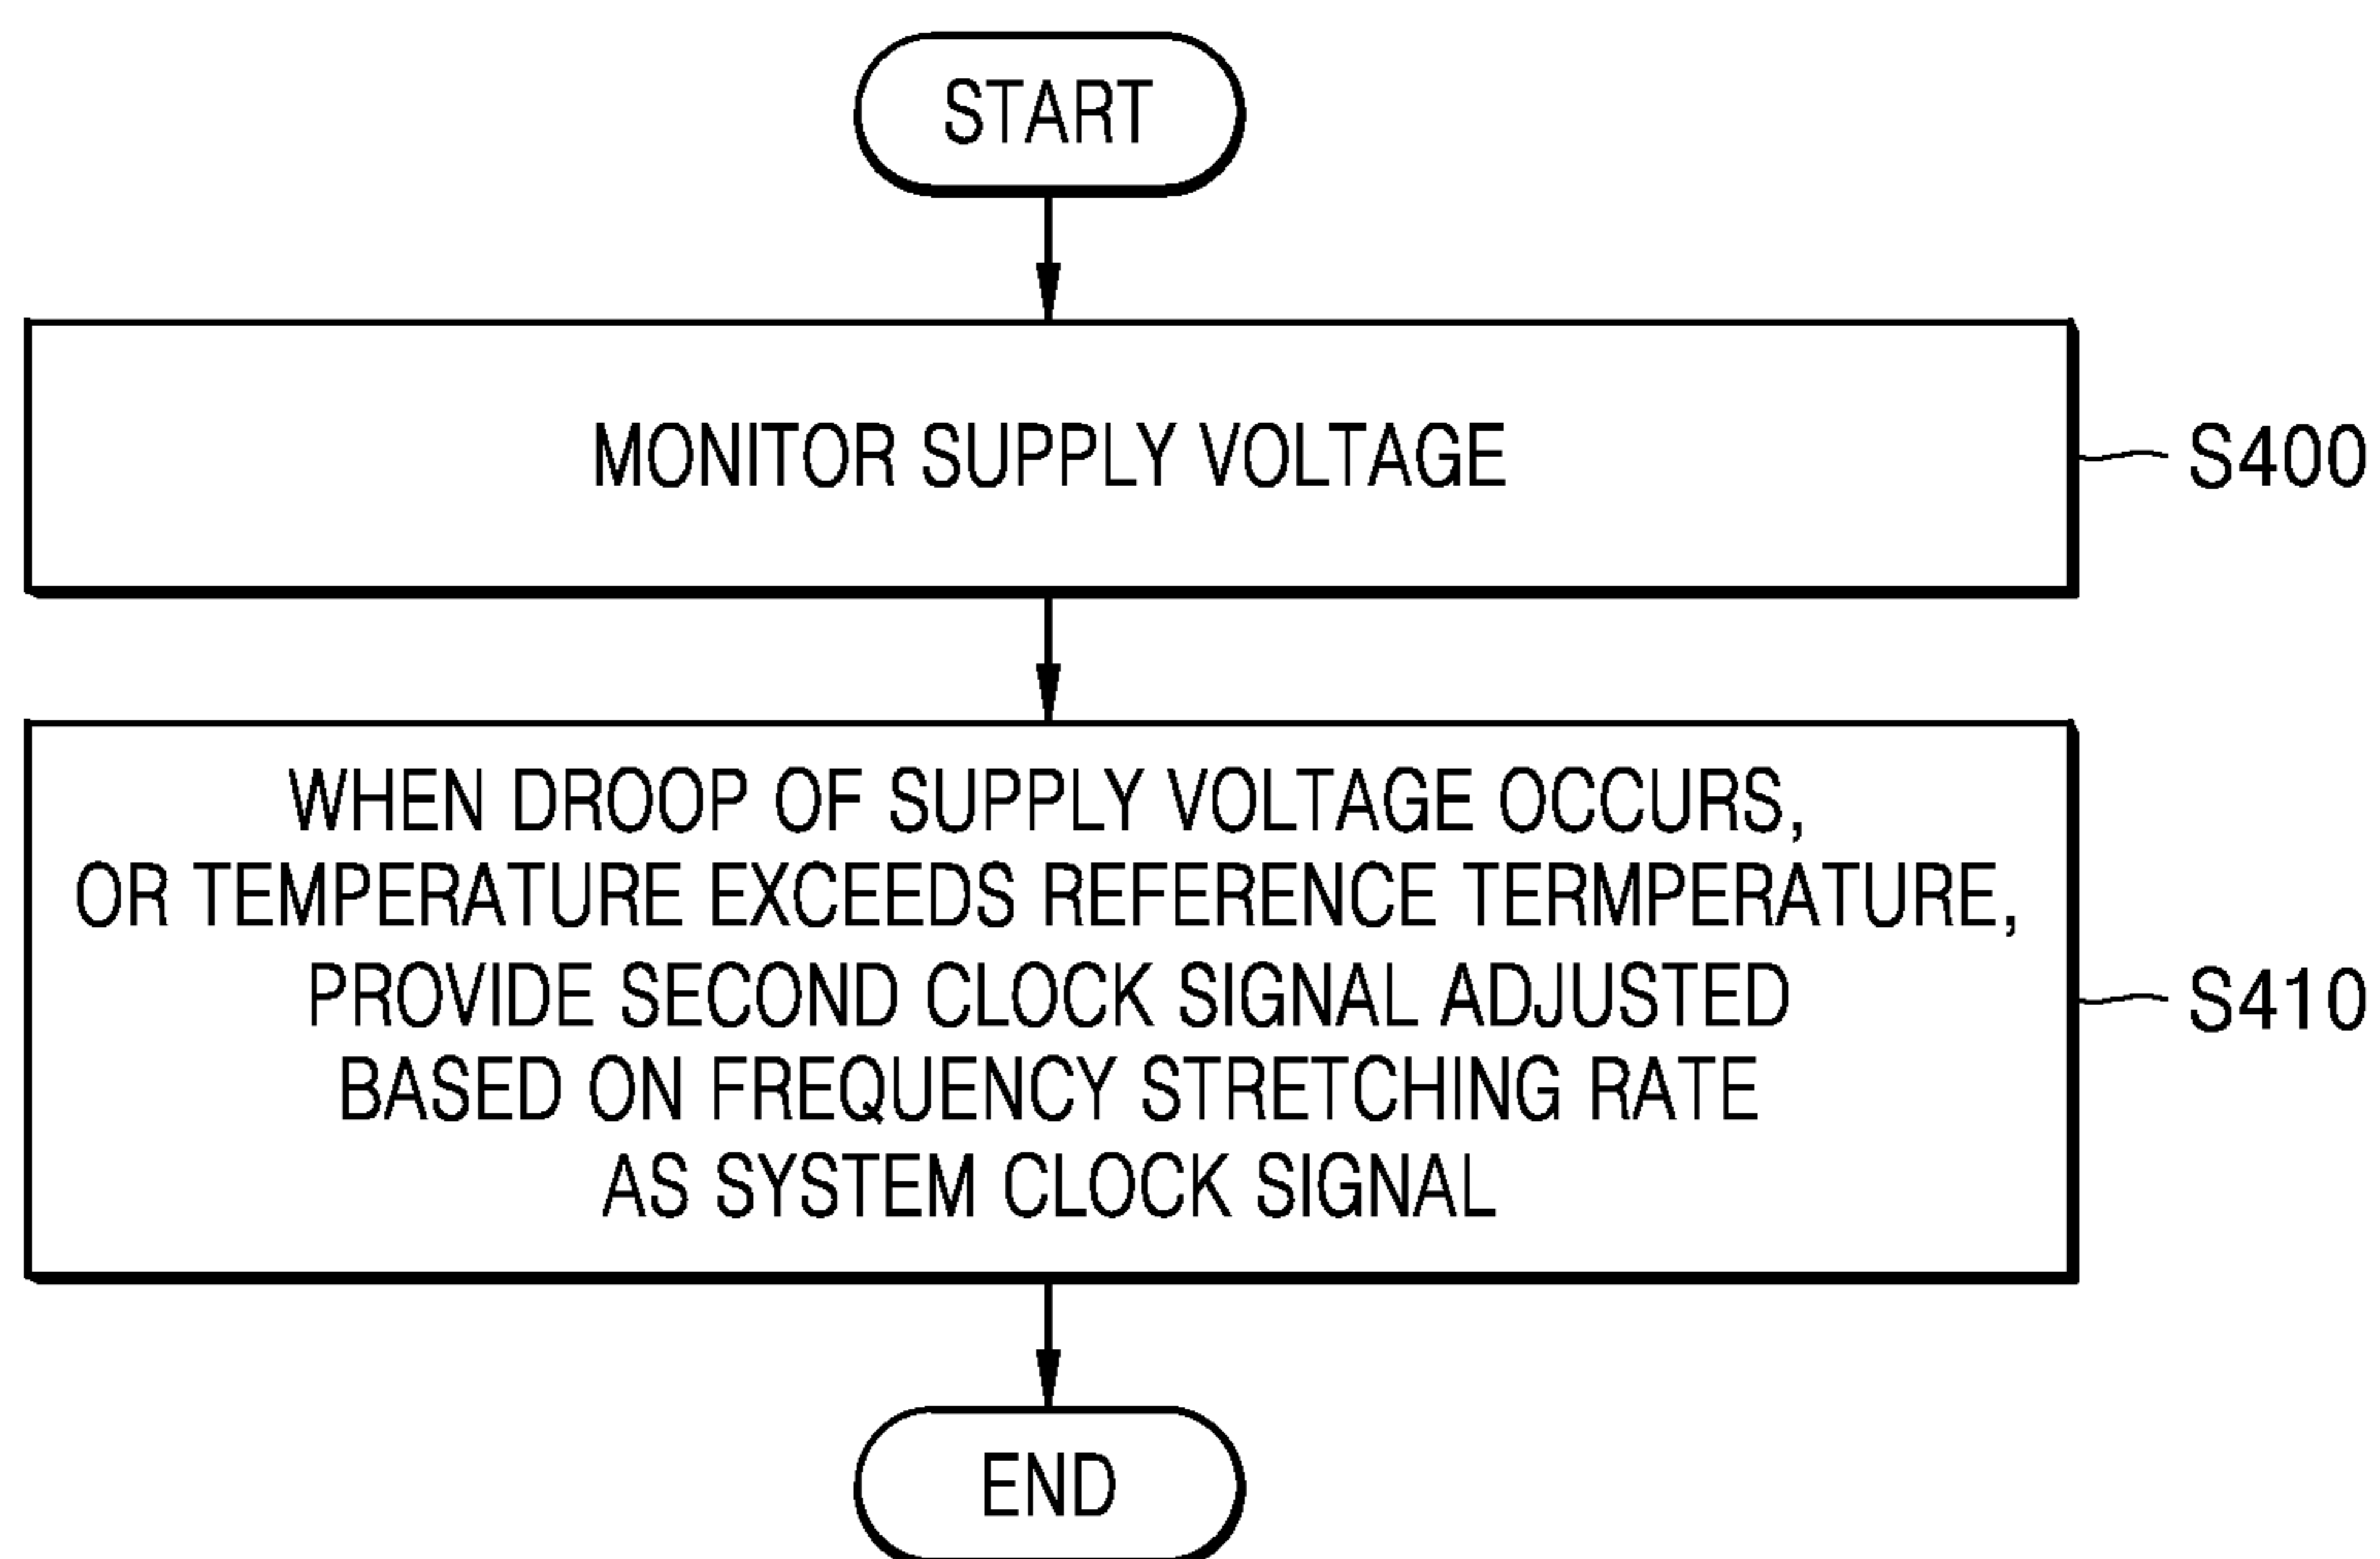 START
MONITOR SUPPLY VOLTAGE
S400
WHEN DROOP OF SUPPLY VOLTAGE OCCURS,
OR TEMPERATURE EXCEEDS REFERENCE TERMPERATURE,
PROVIDE SECOND CLOCK SIGNAL ADJUSTED
BASED ON FREQUENCY STRETCHING RATE
AS SYSTEM CLOCK SIGNAL
S410
END